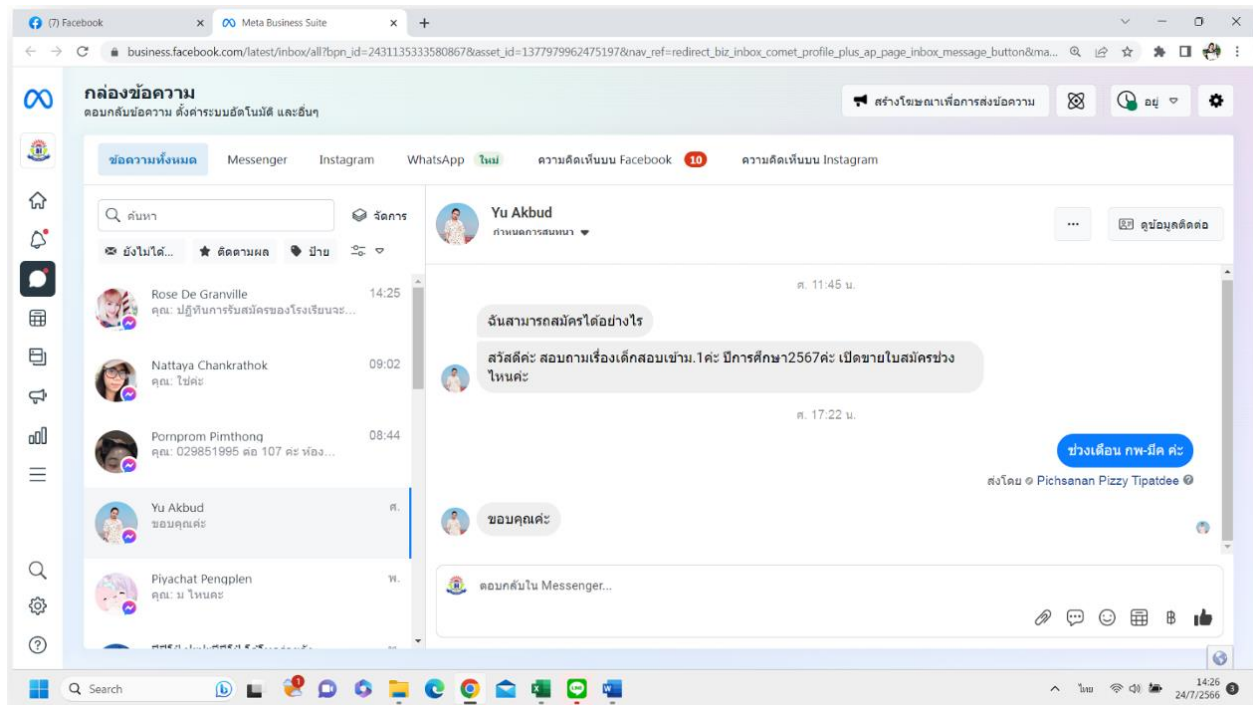 (7) Facebook
Meta Business Suite
business.facebook.com/latest/inbox/all?bpn_id=2431135333580867&asset_id=1377979962475197&nav_ref=redirect_biz_inbox_comet_profile_plus_ap_page_inbox_message_button&ma...
กล่องข้อความ
ตอบกลับข้อความ ตั้งค่าระบบอัตโนมัติ และอื่นๆ
สร้างโฆษณาเพื่อการส่งข้อความ
อยู่
ข้อความทั้งหมด Messenger Instagram WhatsApp ใหม่ ความคิดเห็นบน Facebook 10 ความคิดเห็นบน Instagram
ค้นหา
จัดการ
ยังไม่ได้... ติดตามผล ป้าย
Rose De Granville 14:25
คุณ: ปฏิทินการรับสมัครของโรงเรียนจะ...
Nattaya Chankrathok 09:02
คุณ: ใช่ค่ะ
Pornprom Pimthong 08:44
คุณ: 029851995 ต่อ 107 ค่ะ ห้อง...
Yu Akbud ศ.
ขอบคุณค่ะ
Piyachat Pengplen พ.
คุณ: ม ไหนคะ
Yu Akbud
กำหนดการสนทนา
ดูข้อมูลติดต่อ
ศ. 11:45 น.
ฉันสามารถสมัครได้อย่างไร
สวัสดีค่ะ สอบถามเรื่องเด็กสอบเข้าม.1ค่ะ ปีการศึกษา2567ค่ะ เปิดขายใบสมัครช่วง
ไหนค่ะ
ศ. 17:22 น.
ช่วงเดือน กพ-มีค ค่ะ
ส่งโดย Pichsanan Pizzy Tipatdee
ขอบคุณค่ะ
ตอบกลับใน Messenger...
Search
ไทย
14:26
24/7/2566
3